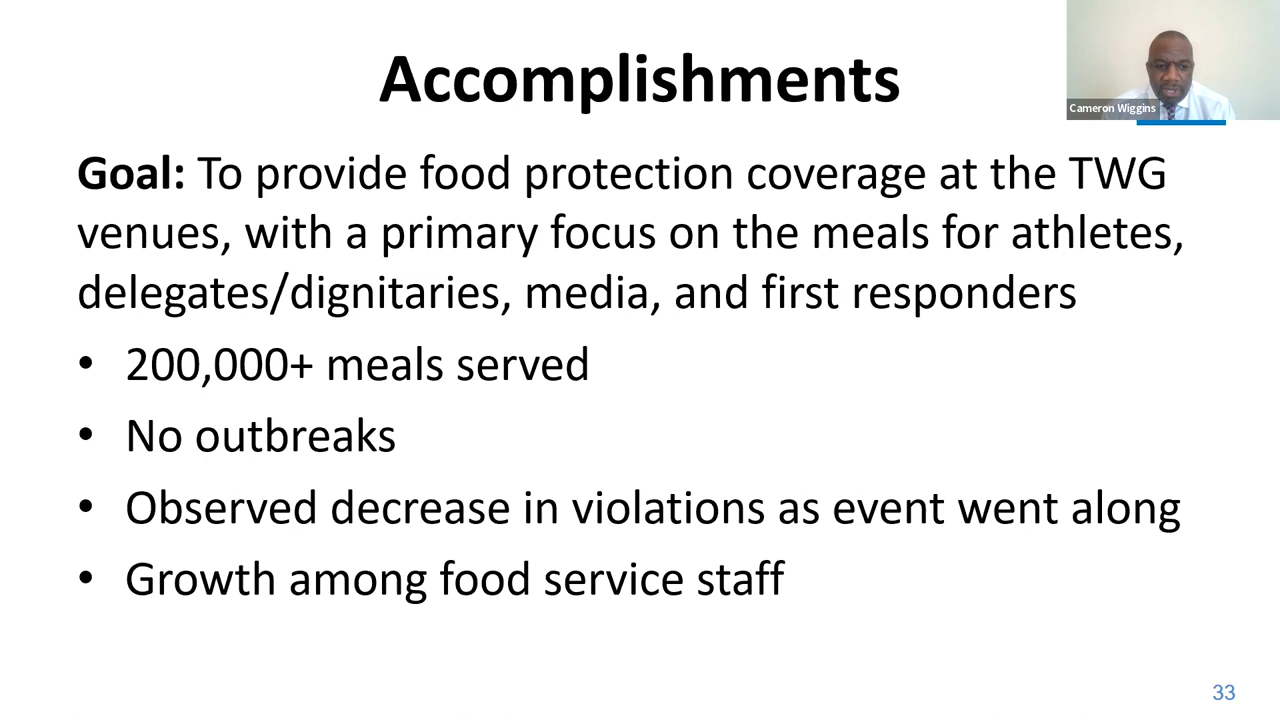 Accomplishments
Cameron Wiggins
Goal: To provide food protection coverage at the TWG
venues, with a primary focus on the meals for athletes,
delegates/dignitaries, media, and first responders
• 200,000+ meals served
• No outbreaks
• Observed decrease in violations as event went along
• Growth among food service staff
33